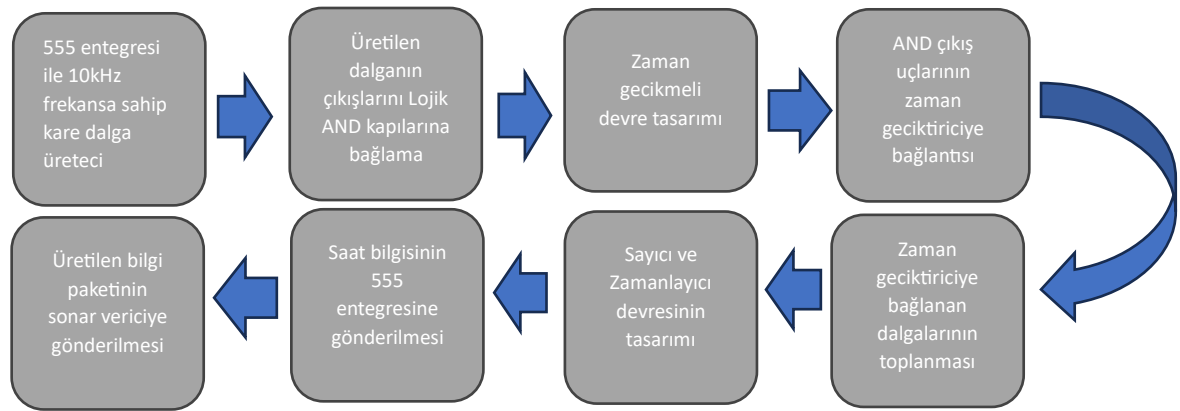 555 entegresi
ile 10kHz
frekansa sahip
kare dalga
üreteci
Üretilen
dalganın
çıkışlarını Lojik
AND kapılarına
bağlama
Zaman
gecikmeli
devre tasarımı
AND çıkış
uçlarının
zaman
geciktiriciye
bağlantısı
Zaman
geciktiriciye
bağlanan
dalgalarının
toplanması
Sayıcı ve
Zamanlayıcı
devresinin
tasarımı
Saat bilgisinin
555
entegresine
gönderilmesi
Üretilen bilgi
paketinin
sonar vericiye
gönderilmesi